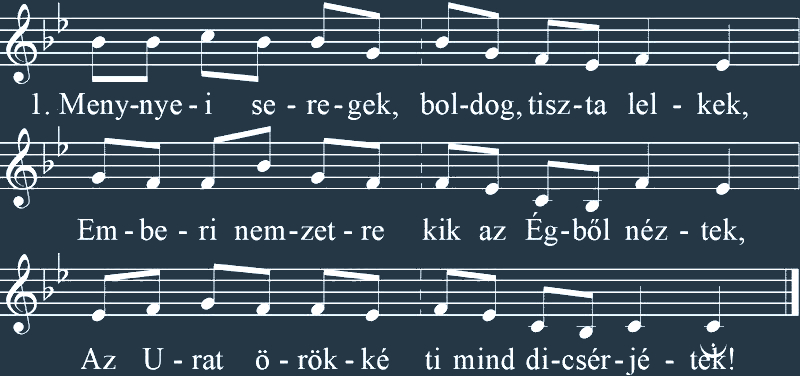 1. Meny-nye-i se-re-gek, bol-dog, tisz-ta lel-kek,
Em-be-ri nem-zet-re kik az Ég-ből néz-tek,
Az U-rat ö-rök-ké ti mind di-csér-jé-tek!